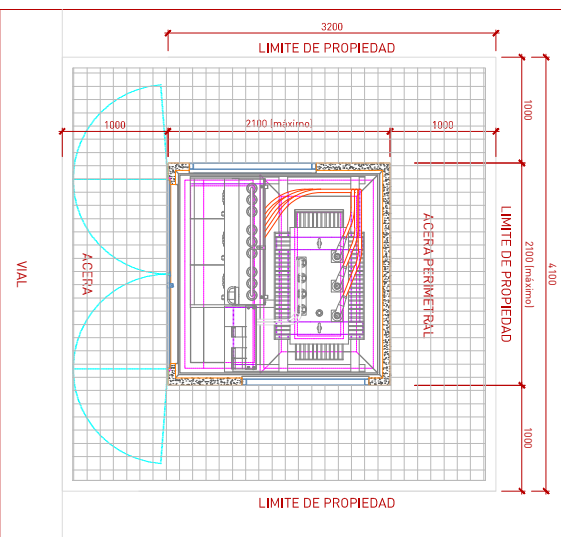 3200
LIMITE DE PROPIEDAD
1000
2100 (máximo)
1000
1000
VIAL
ACERA
ACERA PERIMETRAL
LIMITE DE PROPIEDAD
2100 (máximo)
4100
1000
LIMITE DE PROPIEDAD